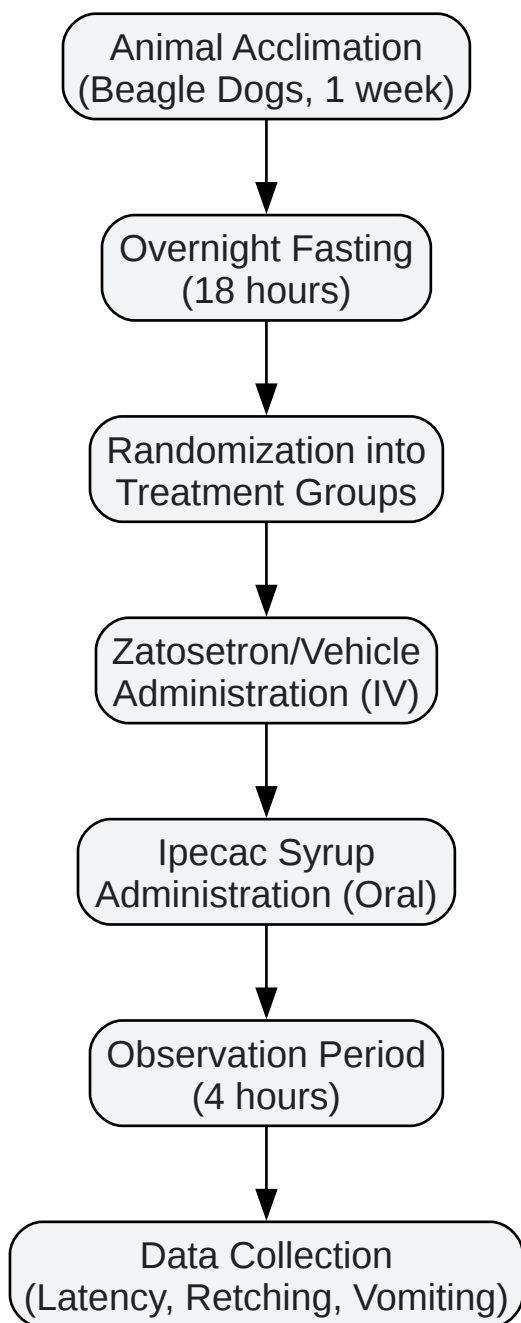 Animal Acclimation
(Beagle Dogs, 1 week)
Overnight Fasting
(18 hours)
Randomization into
Treatment Groups
Zatosetron/Vehicle
Administration (IV)
Ipecac Syrup
Administration (Oral)
Observation Period
(4 hours)
Data Collection
(Latency, Retching, Vomiting)